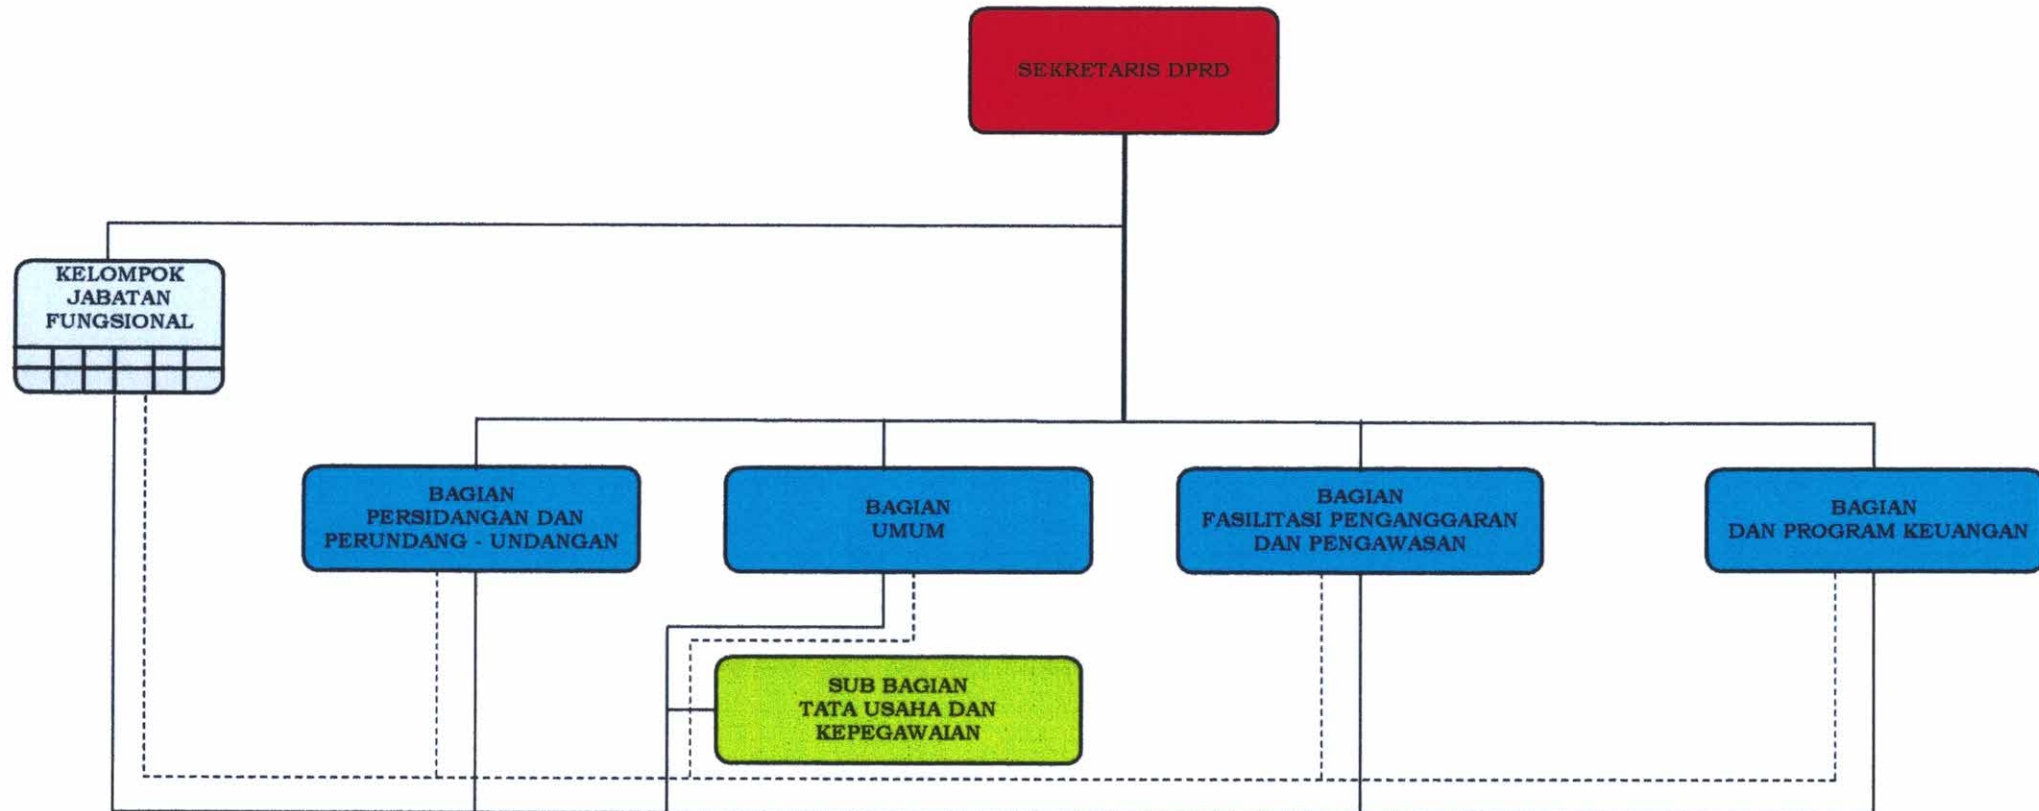 SEKRETARIS DPRD
KELOMPOK
JABATAN
FUNGSIONAL
BAGIAN
PERSIDANGAN DAN
PERUNDANG - UNDANGAN
BAGIAN
UMUM
BAGIAN
FASILITASI PENGANGGARAN
DAN PENGAWASAN
BAGIAN
DAN PROGRAM KEUANGAN
SUB BAGIAN
TATA USAHA DAN
KEPEGAWAIAN